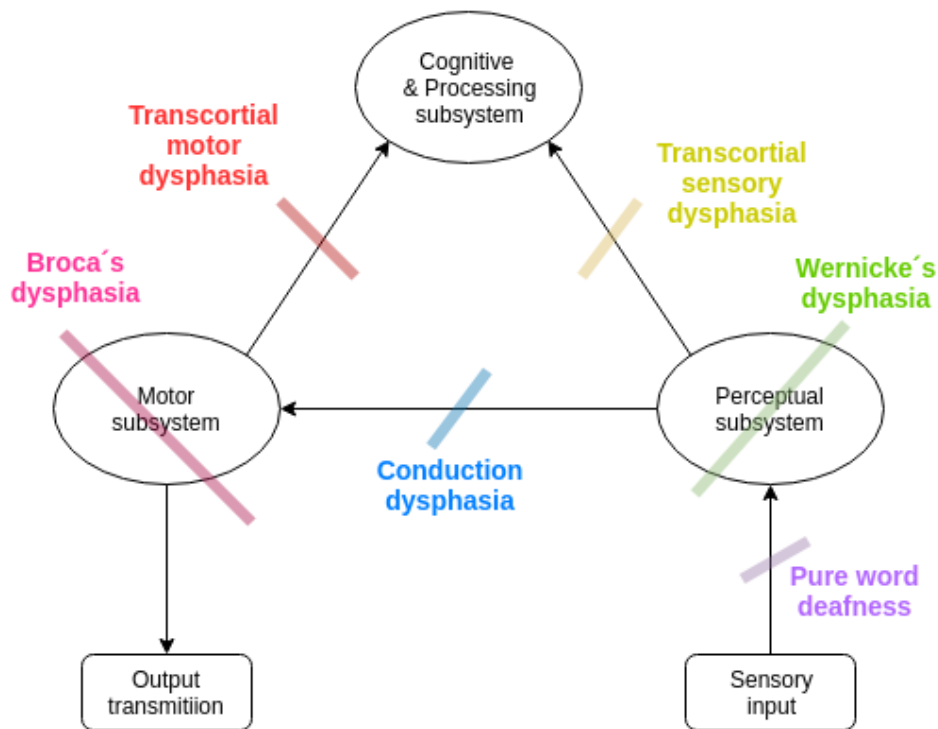 Cognitive
& Processing
subsystem
Transcortial
motor
dysphasia
Transcortial
sensory
dysphasia
Broca´s
dysphasia
Wernicke´s
dysphasia
Motor
subsystem
Perceptual
subsystem
Conduction
dysphasia
Pure word
deafness
Output
transmitiion
Sensory
input